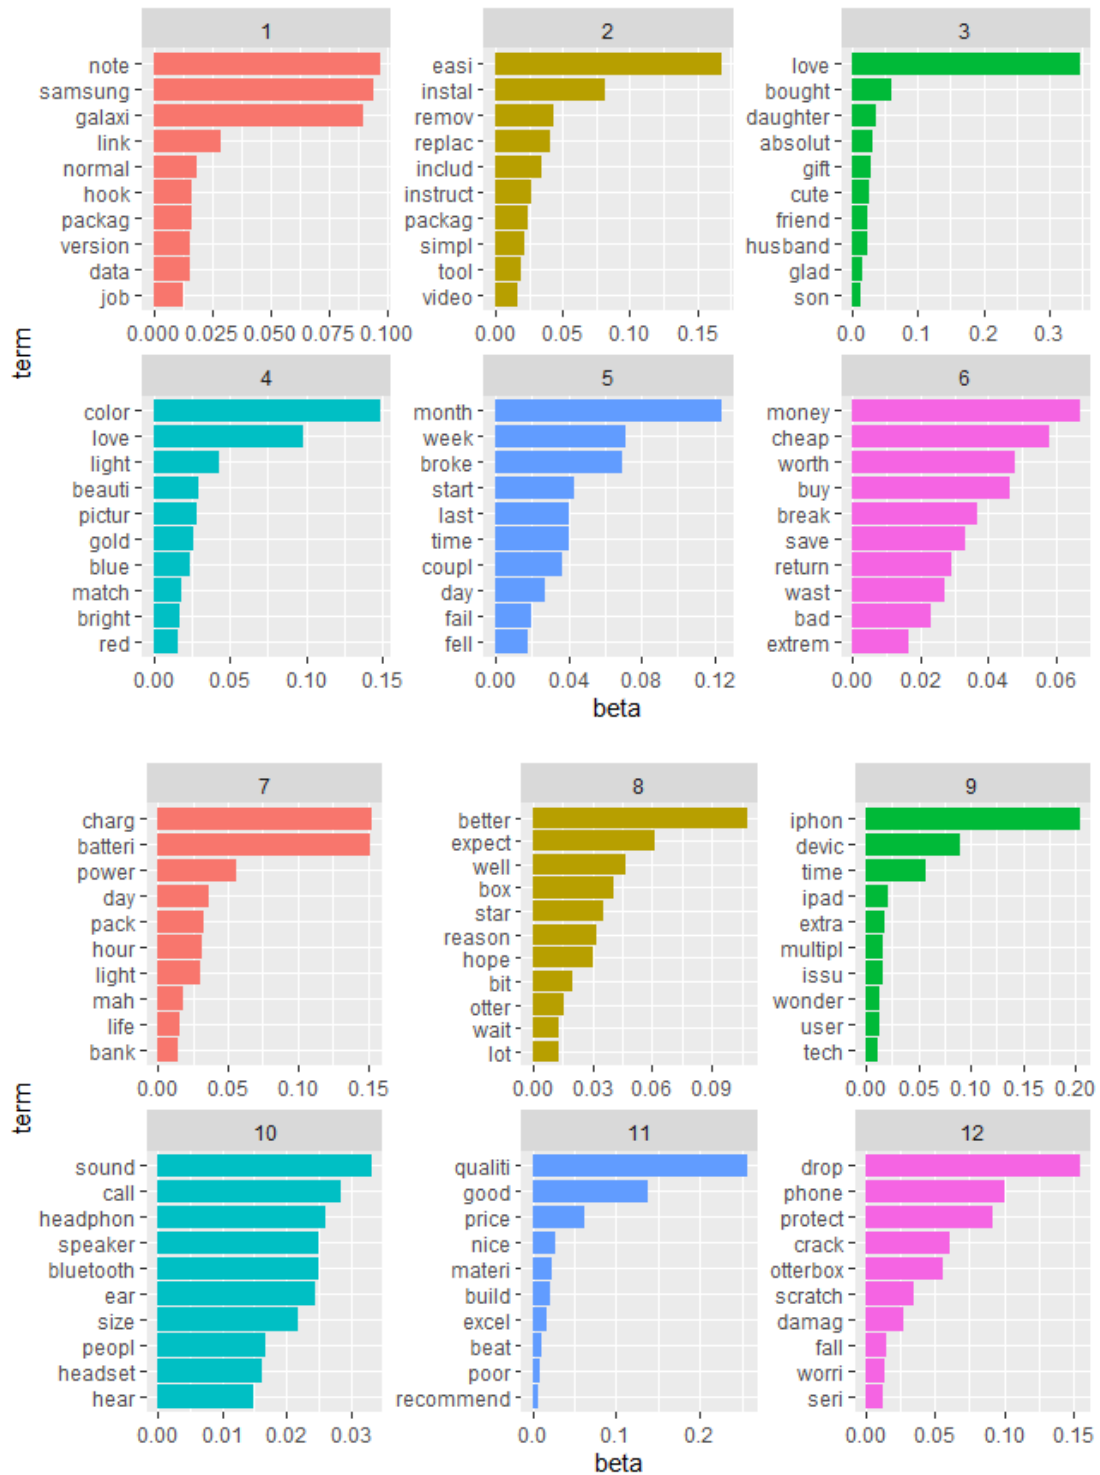 1
note
samsung
galaxi
link
normal
hook
packag
version
data
job
0.000 0.025 0.075 0.100
2
easi
instal
remov
replac
includ
instruct
packag
simpl
tool
video
0.00 0.05 0.10 0.15
3
love
bought
daughter
absolut
gift
cute
friend
husband
glad
son
0.0 0.1 0.2 0.3
term
4
color
love
light
beauti
pictur
gold
blue
match
bright
red
0.00 0.05 0.10 0.15
5
month
week
broke
start
last
time
coupl
day
fail
fell
0.00 0.04 0.08 0.12
6
money
cheap
worth
buy
break
save
return
wast
bad
extrem
0.00 0.02 0.04 0.06
beta
7
charg
batteri
power
day
pack
hour
light
mah
life
bank
0.00 0.05 0.10 0.15
8
better
expect
well
box
star
reason
hope
bit
otter
wait
lot
0.00 0.03 0.06 0.09
9
iphon
devic
time
ipad
extra
multipl
issu
wonder
user
tech
0.00 0.05 0.10 0.15 0.20
term
10
sound
call
headphon
speaker
bluetooth
ear
size
peopl
headset
hear
0.00 0.01 0.02 0.03
11
qualiti
good
price
nice
materi
build
excel
beat
poor
recommend
0.0 0.1 0.2
12
drop
phone
protect
crack
otterbox
scratch
damag
fall
worri
seri
0.00 0.05 0.10 0.15
beta